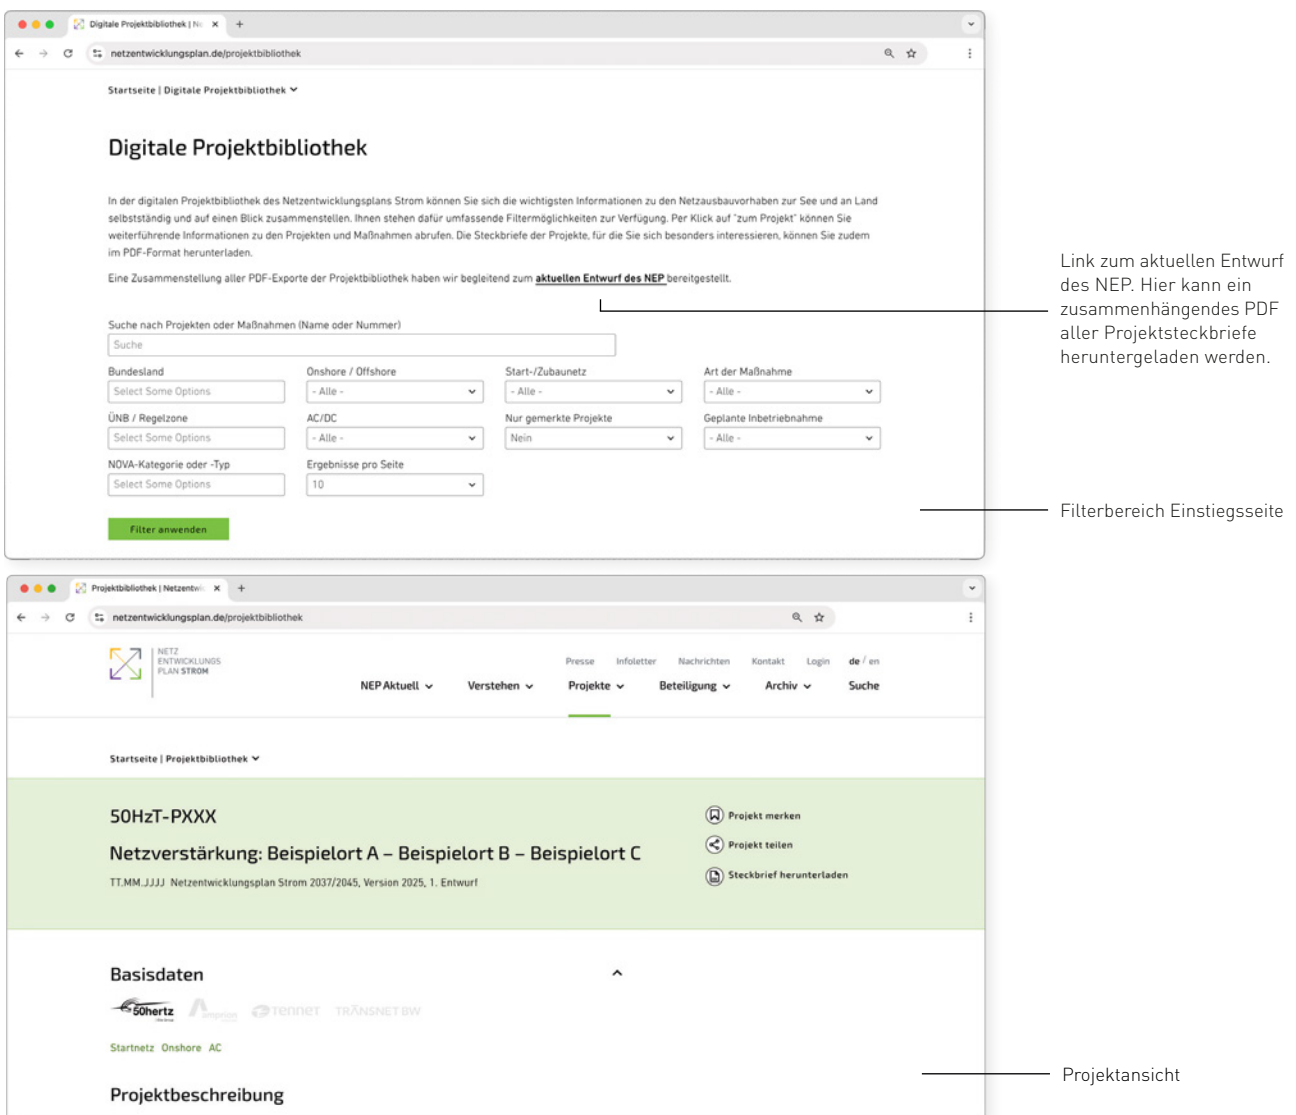 Digitale Projektbibliothek | Ne
netzentwicklungsplan.de/projektbibliothek
Startseite | Digitale Projektbibliothek
Digitale Projektbibliothek
In der digitalen Projektbibliothek des Netzentwicklungsplans Strom können Sie sich die wichtigsten Informationen zu den Netzausbauvorhaben zur See und an Land
selbstständig und auf einen Blick zusammenstellen. Ihnen stehen dafür umfassende Filtermöglichkeiten zur Verfügung. Per Klick auf "zum Projekt" können Sie
weiterführende Informationen zu den Projekten und Maßnahmen abrufen. Die Steckbriefe der Projekte, für die Sie sich besonders interessieren, können Sie zudem
im PDF-Format herunterladen.
Eine Zusammenstellung aller PDF-Exporte der Projektbibliothek haben wir begleitend zum aktuellen Entwurf des NEP bereitgestellt.
Link zum aktuellen Entwurf
des NEP. Hier kann ein
zusammenhängendes PDF
aller Projektsteckbriefe
heruntergeladen werden.
Suche nach Projekten oder Maßnahmen (Name oder Nummer)
Suche
Bundesland Onshore / Offshore Start-/Zubaunetz Art der Maßnahme
Select Some Options - Alle - - Alle - - Alle -
ÜNB / Regelzone AC/DC Nur gemerkte Projekte Geplante Inbetriebnahme
Select Some Options - Alle - Nein - Alle -
NOVA-Kategorie oder -Typ Ergebnisse pro Seite
Select Some Options 10
Filter anwenden
Filterbereich Einstiegsseite
Projektbibliothek | Netzentwic
netzentwicklungsplan.de/projektbibliothek
NETZ
ENTWICKLUNGS
PLAN STROM
Presse Infoletter Nachrichten Kontakt Login de / en
NEP Aktuell Verstehen Projekte Beteiligung Archiv Suche
Startseite | Projektbibliothek
50HzT-PXXX
Netzverstärkung: Beispielort A – Beispielort B – Beispielort C
TT.MM.JJJJ Netzentwicklungsplan Strom 2037/2045, Version 2025, 1. Entwurf
Projekt merken
Projekt teilen
Steckbrief herunterladen
Basisdaten
50hertz amprion TenneT TRANSNET BW
Startnetz Onshore AC
Projektansicht
Projektbeschreibung